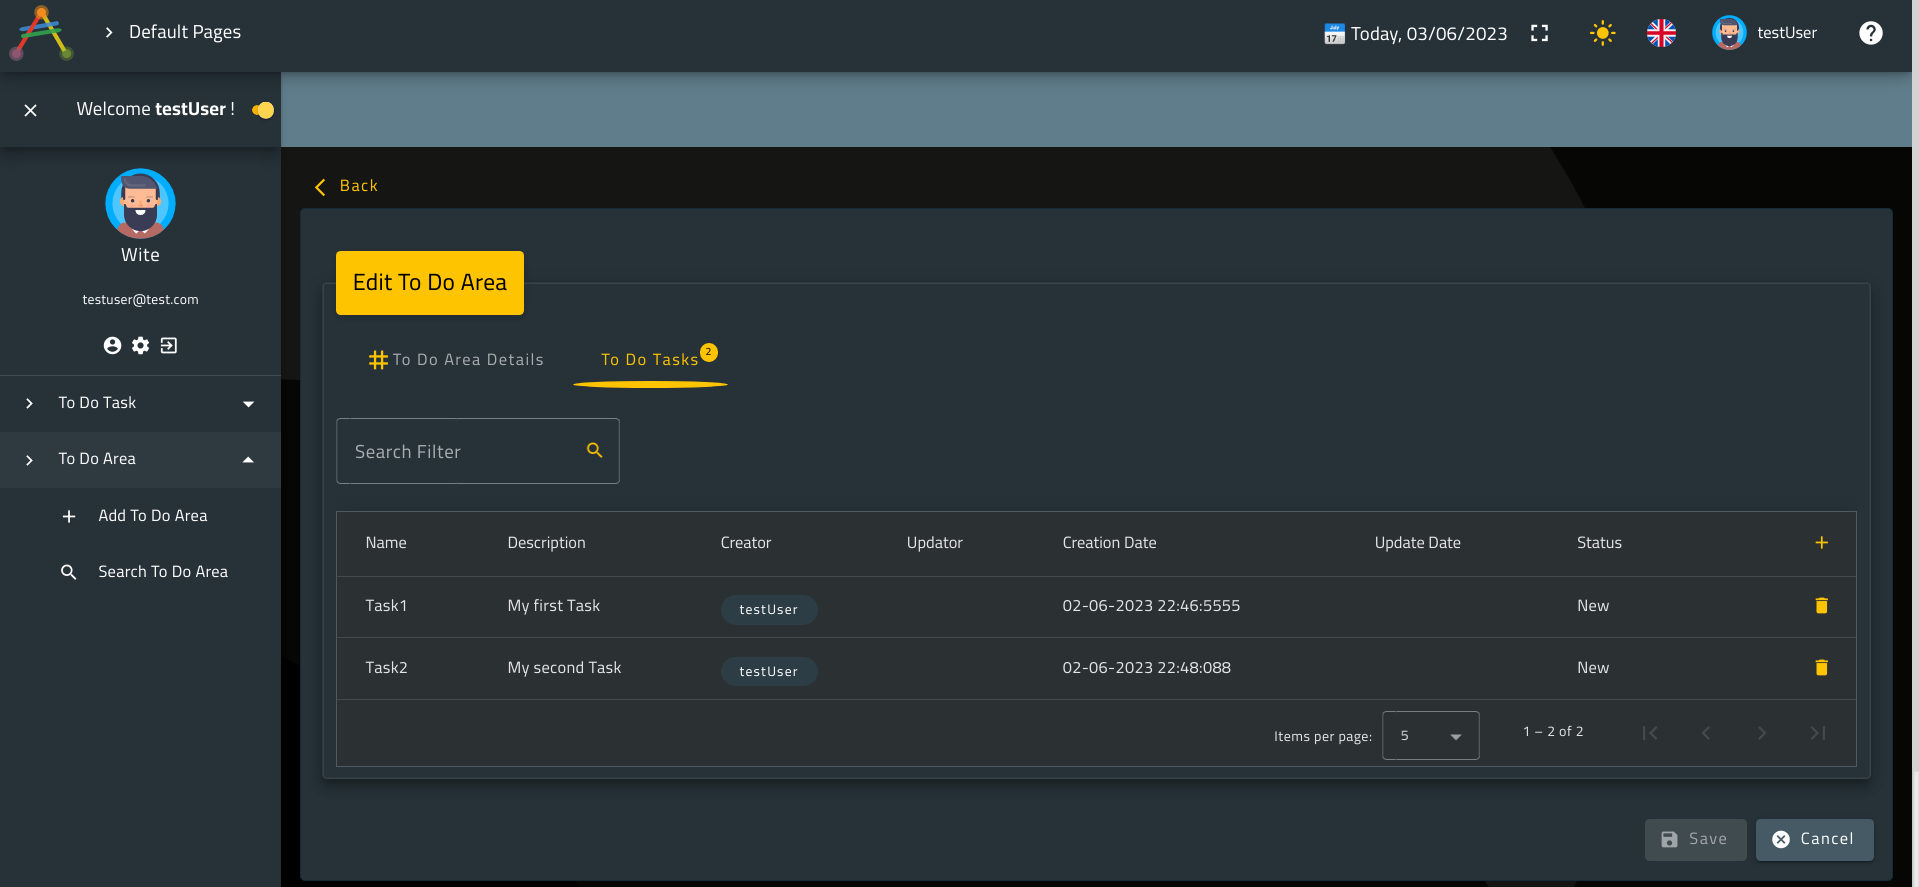 Default Pages
July 17 Today, 03/06/2023
testUser
Welcome testUser !
Wite
testuser@test.com
To Do Task
To Do Area
Add To Do Area
Search To Do Area
Back
Edit To Do Area
To Do Area Details
To Do Tasks 2
Search Filter
Name Description Creator Updator Creation Date Update Date Status
Task1 My first Task testUser 02-06-2023 22:46:5555 New
Task2 My second Task testUser 02-06-2023 22:48:088 New
Items per page: 5 1 – 2 of 2
Save Cancel